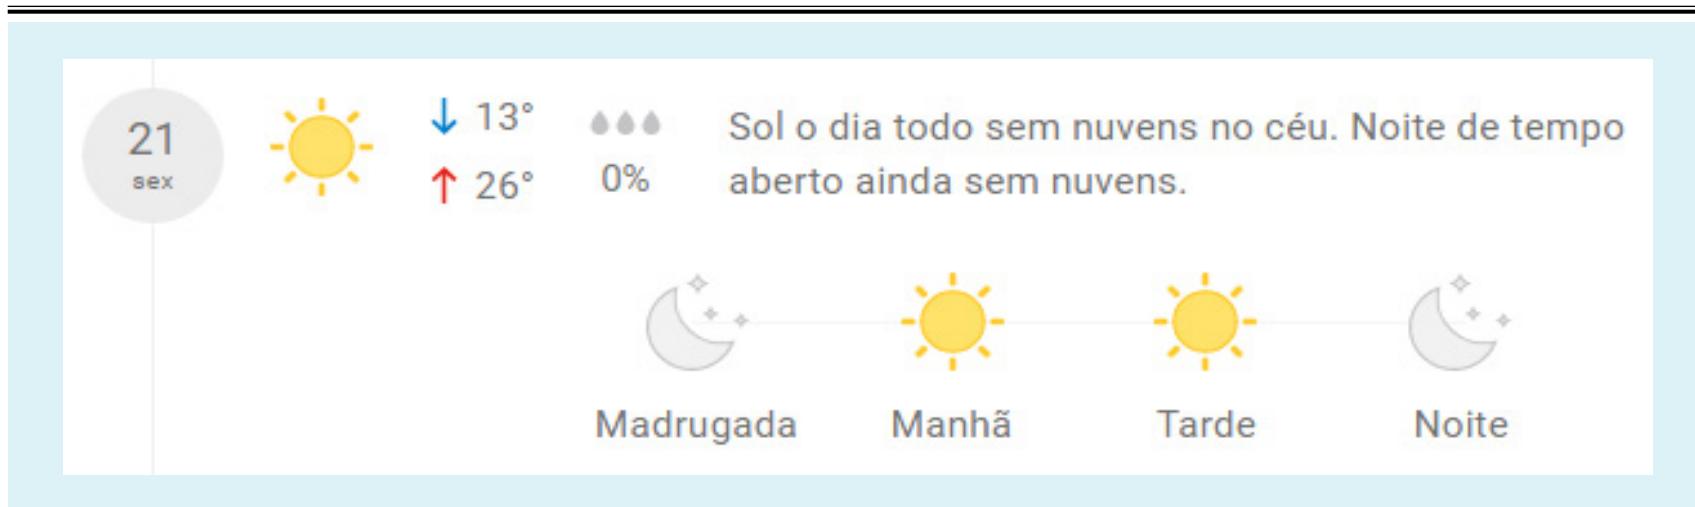 21
sex
↓ 13°
↑ 26°
0%
Sol o dia todo sem nuvens no céu. Noite de tempo
aberto ainda sem nuvens.
Madrugada Manhã Tarde Noite